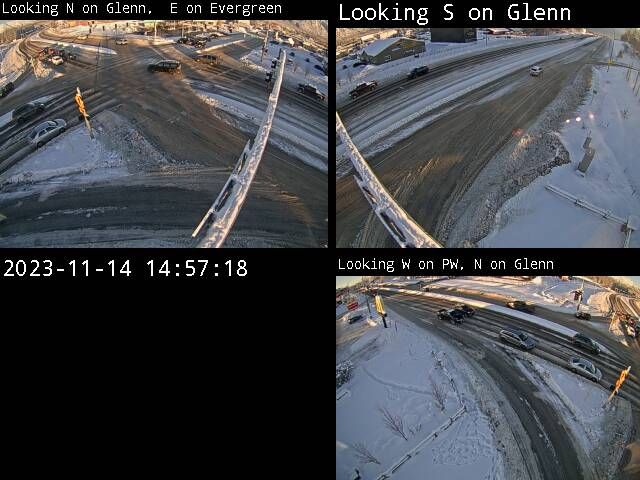 Looking N on Glenn,  E on Evergreen
Looking S on Glenn
2023-11-14 14:57:18
Looking W on PW, N on Glenn